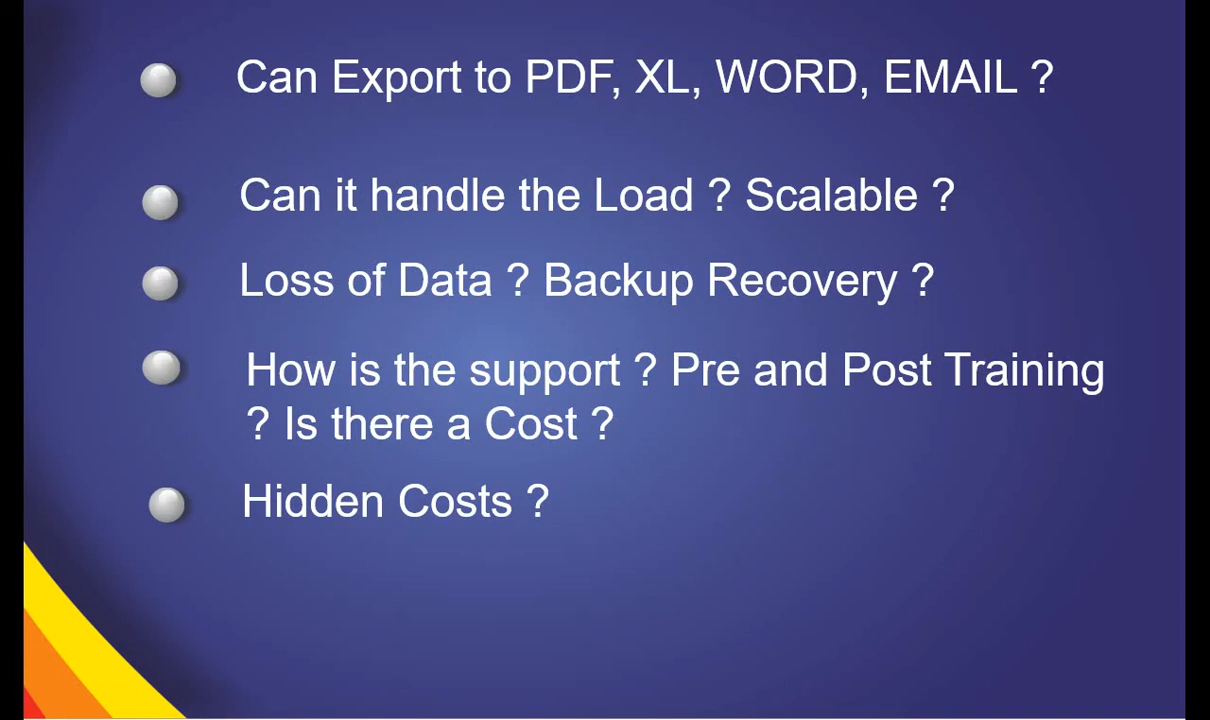 Can Export to PDF, XL, WORD, EMAIL ?
Can it handle the Load ? Scalable ?
Loss of Data ? Backup Recovery ?
How is the support ? Pre and Post Training
? Is there a Cost ?
Hidden Costs ?